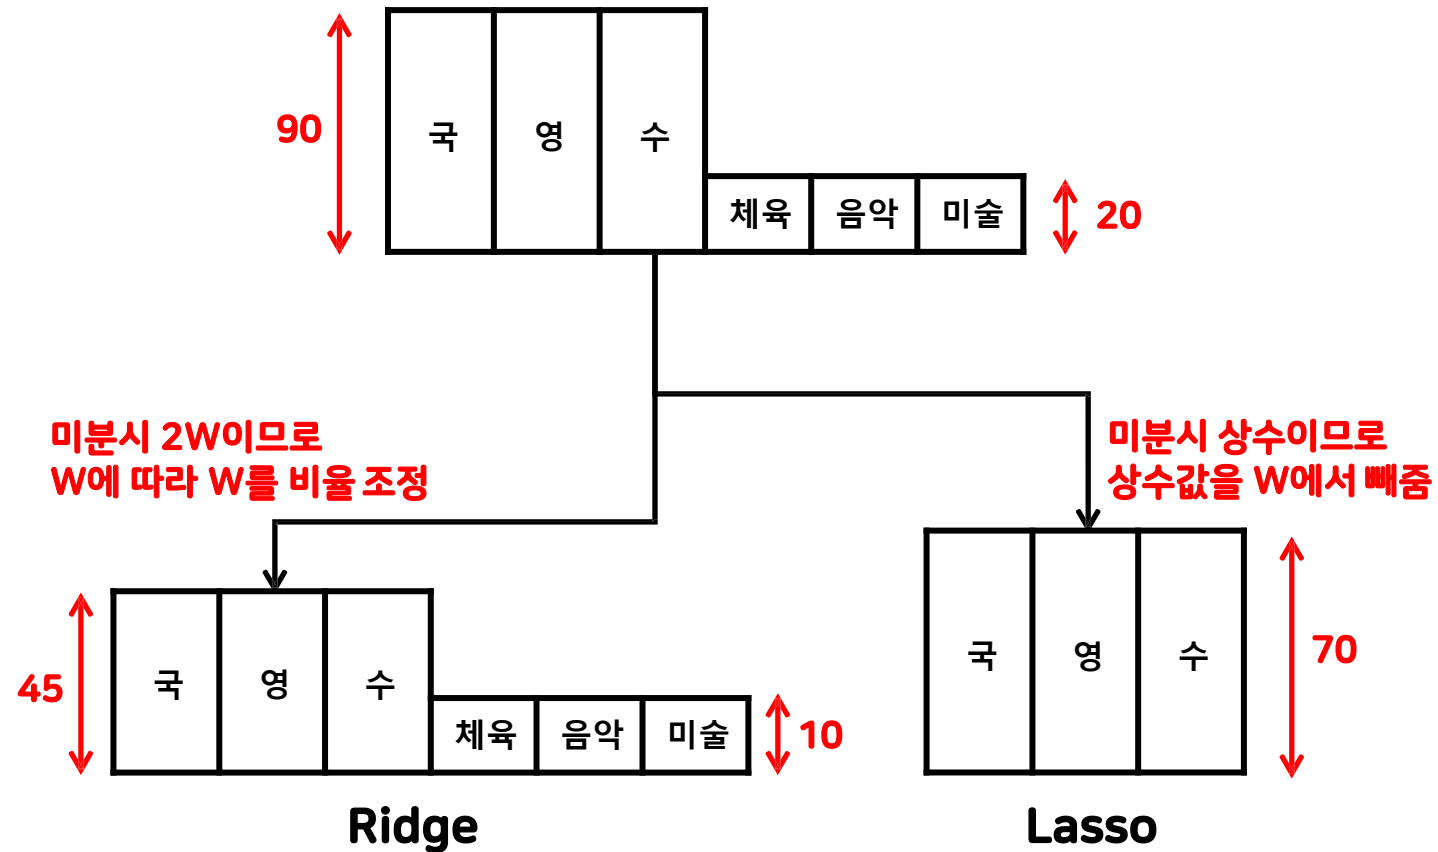 90
국
영
수
체육
음악
미술
20
미분시 2W이므로
W에 따라 W를 비율 조정
미분시 상수이므로
상수값을 W에서 빼줌
45
국
영
수
체육
음악
미술
10
국
영
수
70
Ridge
Lasso